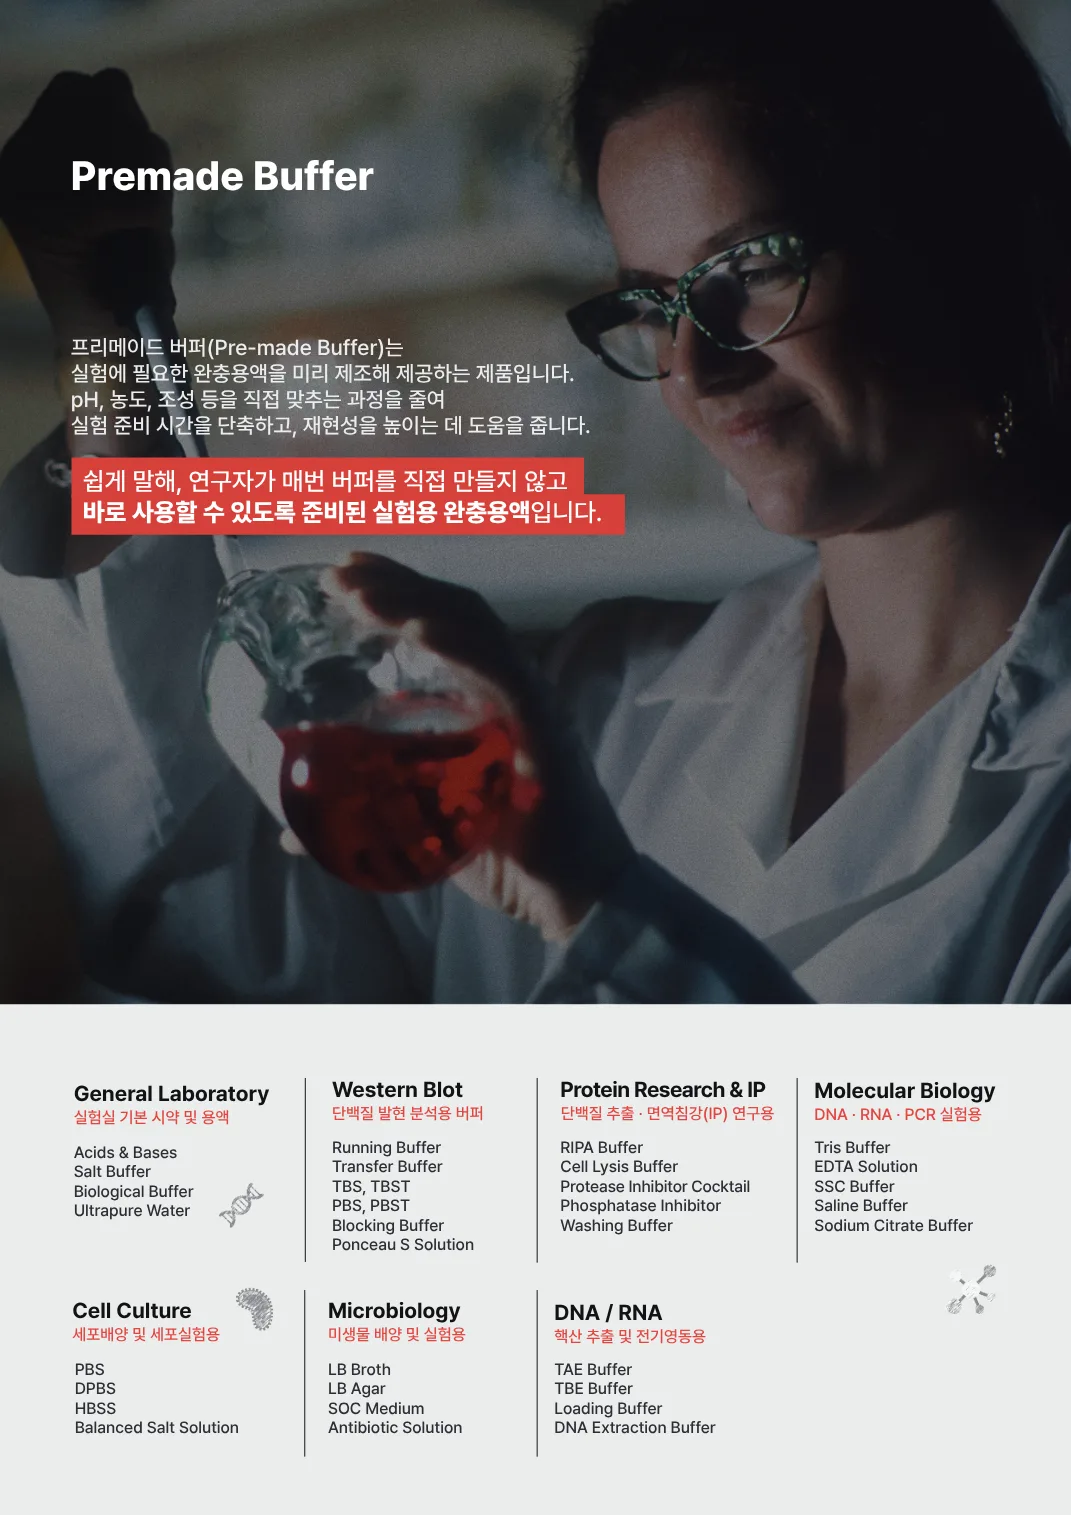 Premade Buffer
프리메이드 버퍼(Pre-made Buffer)는
실험에 필요한 완충용액을 미리 제조해 제공하는 제품입니다.
pH, 농도, 조성 등을 직접 맞추는 과정을 줄여
실험 준비 시간을 단축하고, 재현성을 높이는 데 도움을 줍니다.
쉽게 말해, 연구자가 매번 버퍼를 직접 만들지 않고
바로 사용할 수 있도록 준비된 실험용 완충용액입니다.
General Laboratory
실험실 기본 시약 및 용액
Acids & Bases
Salt Buffer
Biological Buffer
Ultrapure Water
Western Blot
단백질 발현 분석용 버퍼
Running Buffer
Transfer Buffer
TBS, TBST
PBS, PBST
Blocking Buffer
Ponceau S Solution
Protein Research & IP
단백질 추출 · 면역침강(IP) 연구용
RIPA Buffer
Cell Lysis Buffer
Protease Inhibitor Cocktail
Phosphatase Inhibitor
Washing Buffer
Molecular Biology
DNA · RNA · PCR 실험용
Tris Buffer
EDTA Solution
SSC Buffer
Saline Buffer
Sodium Citrate Buffer
Cell Culture
세포배양 및 세포실험용
PBS
DPBS
HBSS
Balanced Salt Solution
Microbiology
미생물 배양 및 실험용
LB Broth
LB Agar
SOC Medium
Antibiotic Solution
DNA / RNA
핵산 추출 및 전기영동용
TAE Buffer
TBE Buffer
Loading Buffer
DNA Extraction Buffer